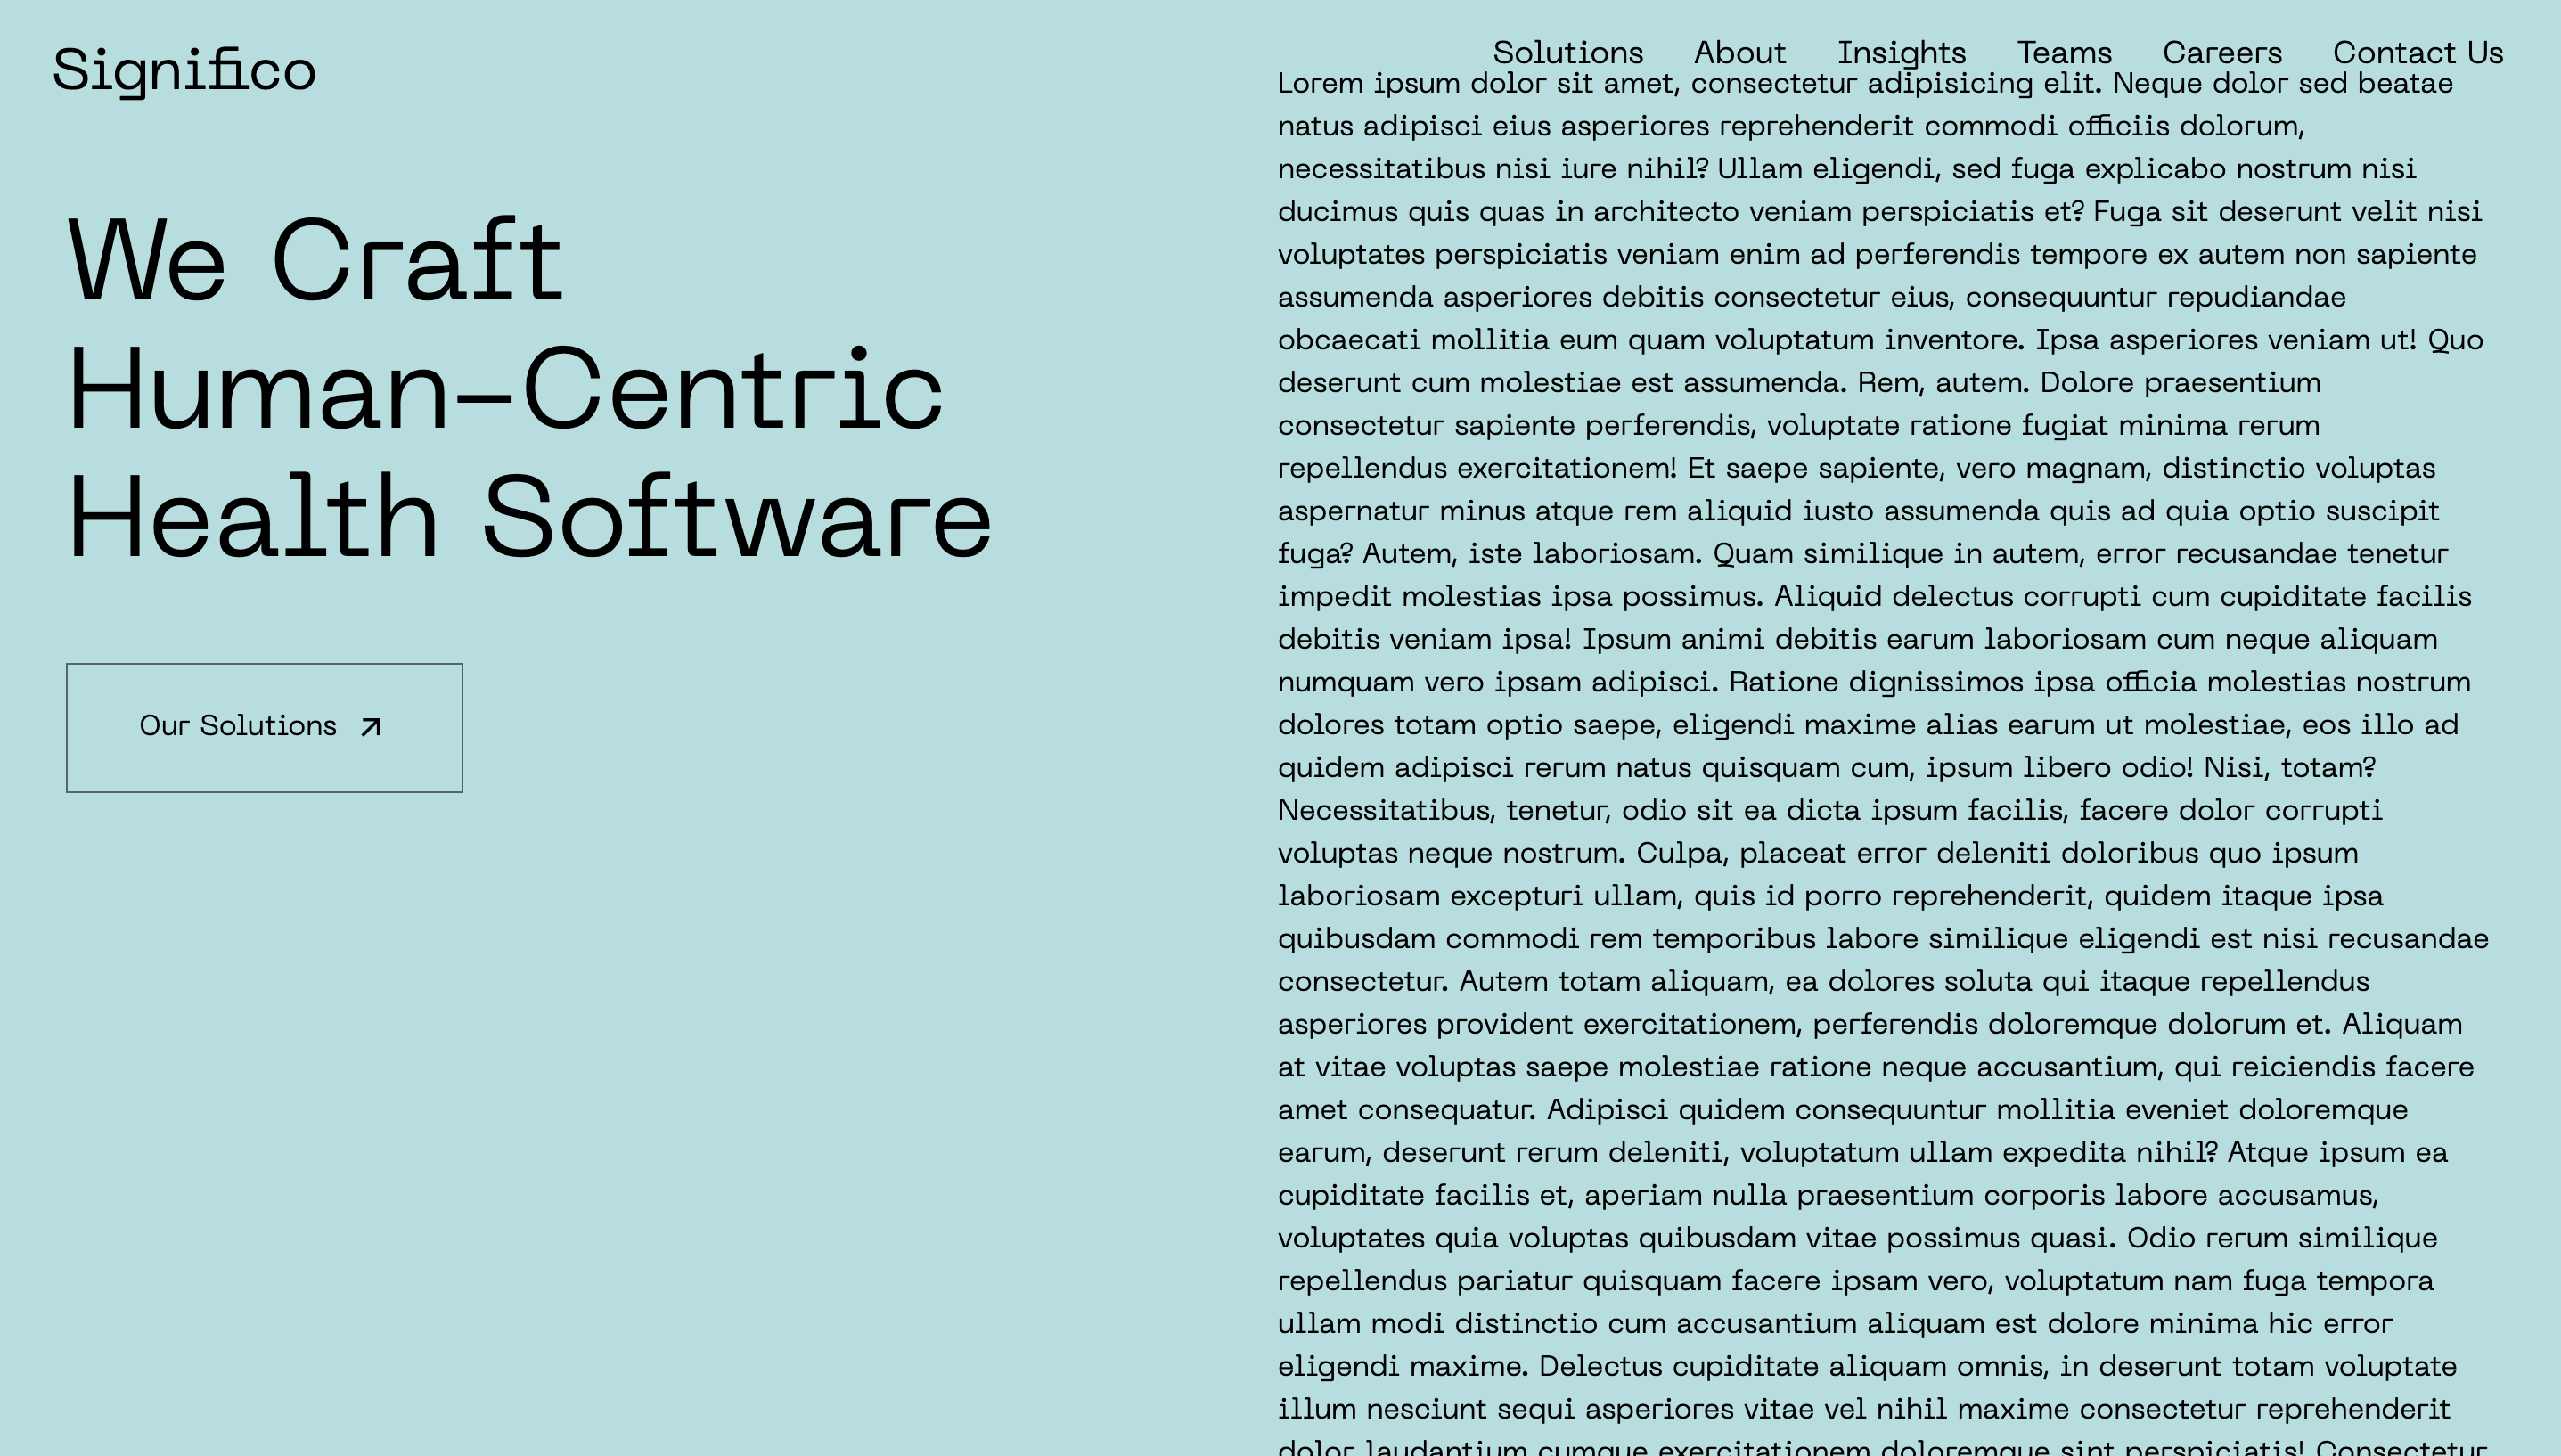 Significo
Solutions About Insights Teams Careers Contact Us
We Craft
Human-Centric
Health Software
Our Solutions
Lorem ipsum dolor sit amet, consectetur adipisicing elit. Neque dolor sed beatae
natus adipisci eius asperiores reprehenderit commodi officiis dolorum,
necessitatibus nisi iure nihil? Ullam eligendi, sed fuga explicabo nostrum nisi
ducimus quis quas in architecto veniam perspiciatis et? Fuga sit deserunt velit nisi
voluptates perspiciatis veniam enim ad perferendis tempore ex autem non sapiente
assumenda asperiores debitis consectetur eius, consequuntur repudiandae
obcaecati mollitia eum quam voluptatum inventore. Ipsa asperiores veniam ut! Quo
deserunt cum molestiae est assumenda. Rem, autem. Dolore praesentium
consectetur sapiente perferendis, voluptate ratione fugiat minima rerum
repellendus exercitationem! Et saepe sapiente, vero magnam, distinctio voluptas
aspernatur minus atque rem aliquid iusto assumenda quis ad quia optio suscipit
fuga? Autem, iste laboriosam. Quam similique in autem, error recusandae tenetur
impedit molestias ipsa possimus. Aliquid delectus corrupti cum cupiditate facilis
debitis veniam ipsa! Ipsum animi debitis earum laboriosam cum neque aliquam
numquam vero ipsam adipisci. Ratione dignissimos ipsa officia molestias nostrum
dolores totam optio saepe, eligendi maxime alias earum ut molestiae, eos illo ad
quidem adipisci rerum natus quisquam cum, ipsum libero odio! Nisi, totam?
Necessitatibus, tenetur, odio sit ea dicta ipsum facilis, facere dolor corrupti
voluptas neque nostrum. Culpa, placeat error deleniti doloribus quo ipsum
laboriosam excepturi ullam, quis id porro reprehenderit, quidem itaque ipsa
quibusdam commodi rem temporibus labore similique eligendi est nisi recusandae
consectetur. Autem totam aliquam, ea dolores soluta qui itaque repellendus
asperiores provident exercitationem, perferendis doloremque dolorum et. Aliquam
at vitae voluptas saepe molestiae ratione neque accusantium, qui reiciendis facere
amet consequatur. Adipisci quidem consequuntur mollitia eveniet doloremque
earum, deserunt rerum deleniti, voluptatum ullam expedita nihil? Atque ipsum ea
cupiditate facilis et, aperiam nulla praesentium corporis labore accusamus,
voluptates quia voluptas quibusdam vitae possimus quasi. Odio rerum similique
repellendus pariatur quisquam facere ipsam vero, voluptatum nam fuga tempora
ullam modi distinctio cum accusantium aliquam est dolore minima hic error
eligendi maxime. Delectus cupiditate aliquam omnis, in deserunt totam voluptate
illum nesciunt sequi asperiores vitae vel nihil maxime consectetur reprehenderit
dolor laudantium cumque exercitationem doloremque sint perspiciatis! Consectetur